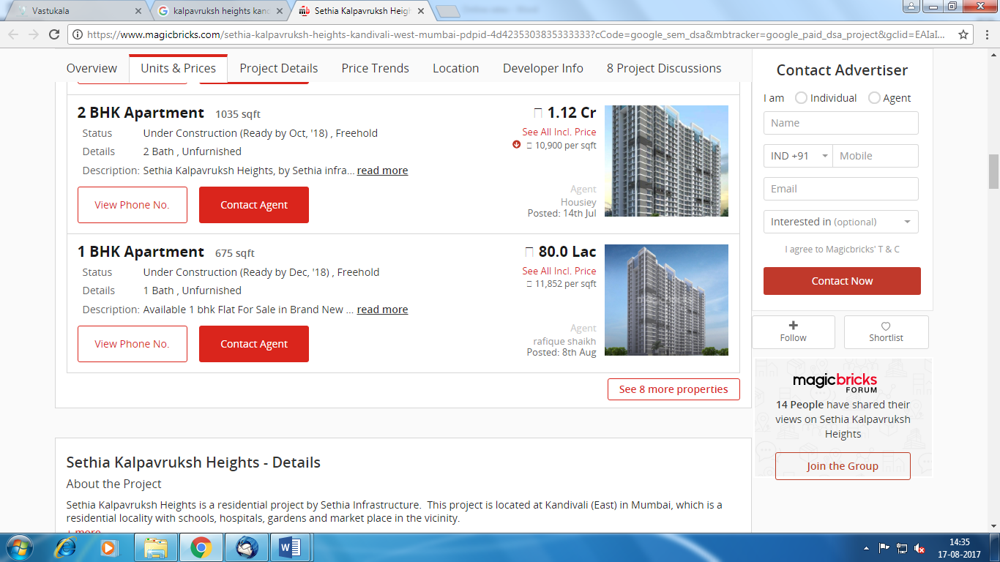 Vastukala
kalpavruksh heights kand
Sethia Kalpavruksh Heigh
https://www.magicbricks.com/sethia-kalpavruksh-heights-kandivali-west-mumbai-pdpid-4d4235303835333333?cCode=google_sem_dsa&mbtracker=google_paid_dsa_project&gclid=EAIaI...
Overview Units & Prices Project Details Price Trends Location Developer Info 8 Project Discussions
2 BHK Apartment 1035 sqft
1.12 Cr
Status Under Construction (Ready by Oct, '18) , Freehold
See All Incl. Price
10,900 per sqft
Details 2 Bath , Unfurnished
Description: Sethia Kalpavruksh Heights, by Sethia infra... read more
View Phone No. Contact Agent
Agent
Housiey
Posted: 14th Jul
1 BHK Apartment 675 sqft
80.0 Lac
Status Under Construction (Ready by Dec, '18) , Freehold
See All Incl. Price
11,852 per sqft
Details 1 Bath , Unfurnished
Description: Available 1 bhk Flat For Sale in Brand New ... read more
View Phone No. Contact Agent
Agent
rafique shaikh
Posted: 8th Aug
magicbricks
See 8 more properties
Sethia Kalpavruksh Heights - Details
About the Project
Sethia Kalpavruksh Heights is a residential project by Sethia Infrastructure. This project is located at Kandivali (East) in Mumbai, which is a
residential locality with schools, hospitals, gardens and market place in the vicinity.
+ more
Contact Advertiser
I am Individual Agent
Name
IND +91 Mobile
Email
Interested in (optional)
I agree to Magicbricks' T & C
Contact Now
Follow Shortlist
magicbricks
FORUM
14 People have shared their
views on Sethia Kalpavruksh
Heights
Join the Group
14:35
17-08-2017